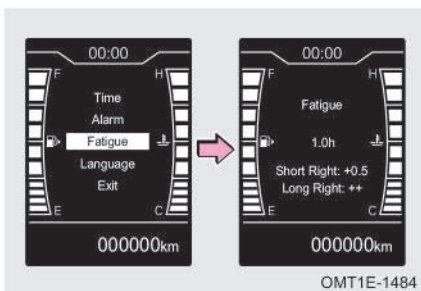 00:00
F H
Time
Alarm
Fatigue
Language
Exit
E C
000000km
00:00
F H
Fatigue
1.0h
Short Right: +0.5
Long Right: ++
E C
000000km
OMT1E-1484